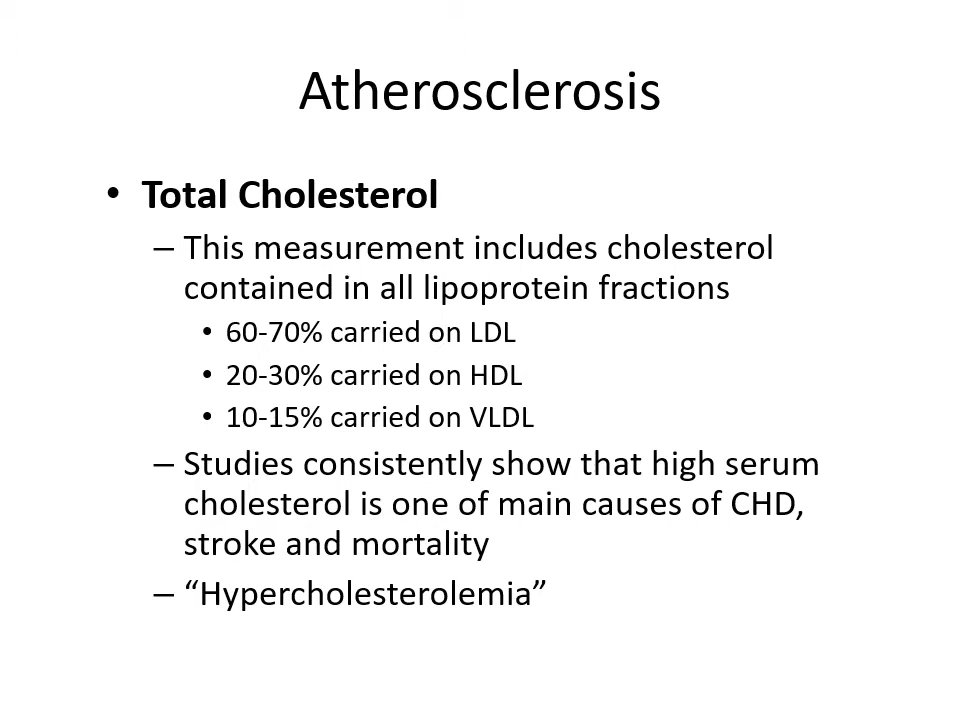 Atherosclerosis
• Total Cholesterol
– This measurement includes cholesterol
contained in all lipoprotein fractions
• 60-70% carried on LDL
• 20-30% carried on HDL
• 10-15% carried on VLDL
– Studies consistently show that high serum
cholesterol is one of main causes of CHD,
stroke and mortality
– “Hypercholesterolemia”